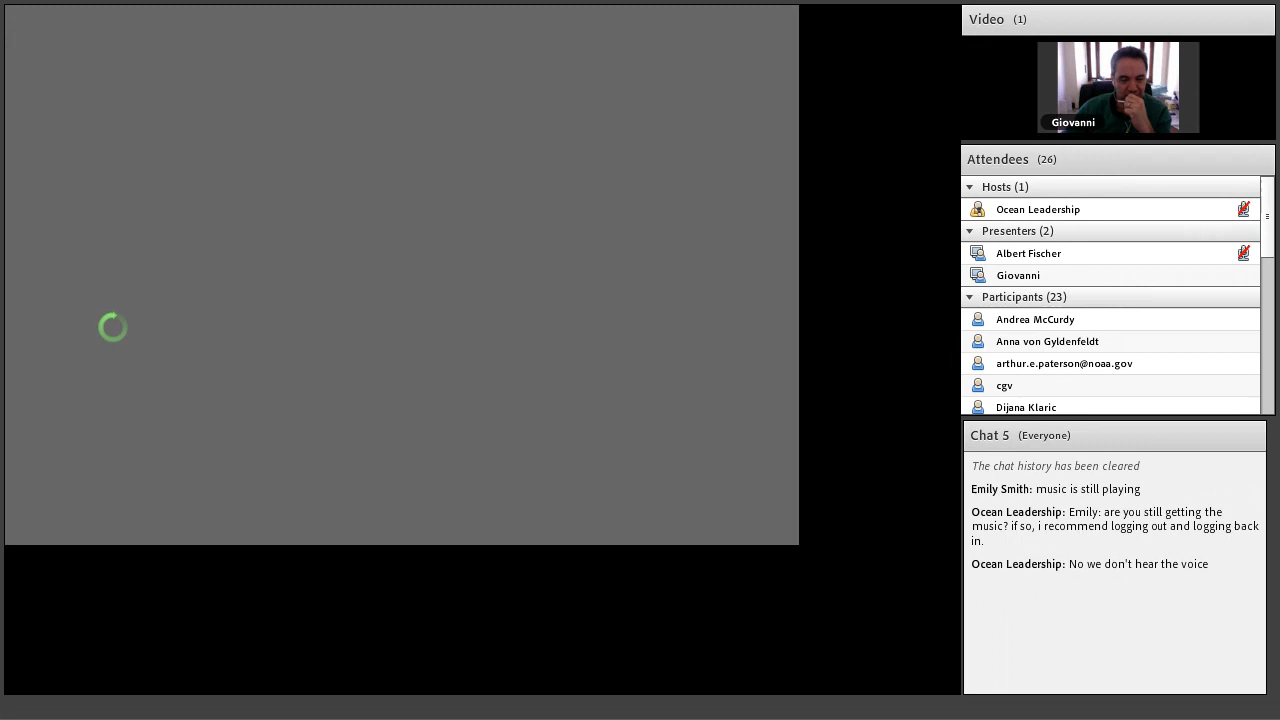 Video (1)
Giovanni
Attendees (26)
Hosts (1)
Ocean Leadership
Presenters (2)
Albert Fischer
Giovanni
Participants (23)
Andrea McCurdy
Anna von Gyldenfeldt
arthur.e.paterson@noaa.gov
cgv
Dijana Klaric
Chat 5 (Everyone)
The chat history has been cleared
Emily Smith: music is still playing
Ocean Leadership: Emily: are you still getting the
music? if so, i recommend logging out and logging back
in.
Ocean Leadership: No we don't hear the voice